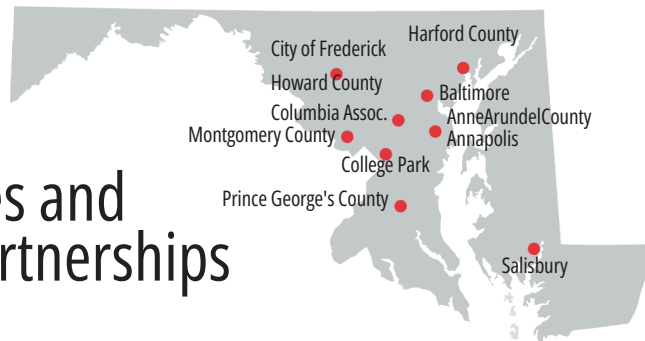 Harford County
City of Frederick
Howard County
Baltimore
Columbia Assoc.
AnneArundelCounty
Montgomery County
Annapolis
College Park
Prince George's County
Salisbury
and